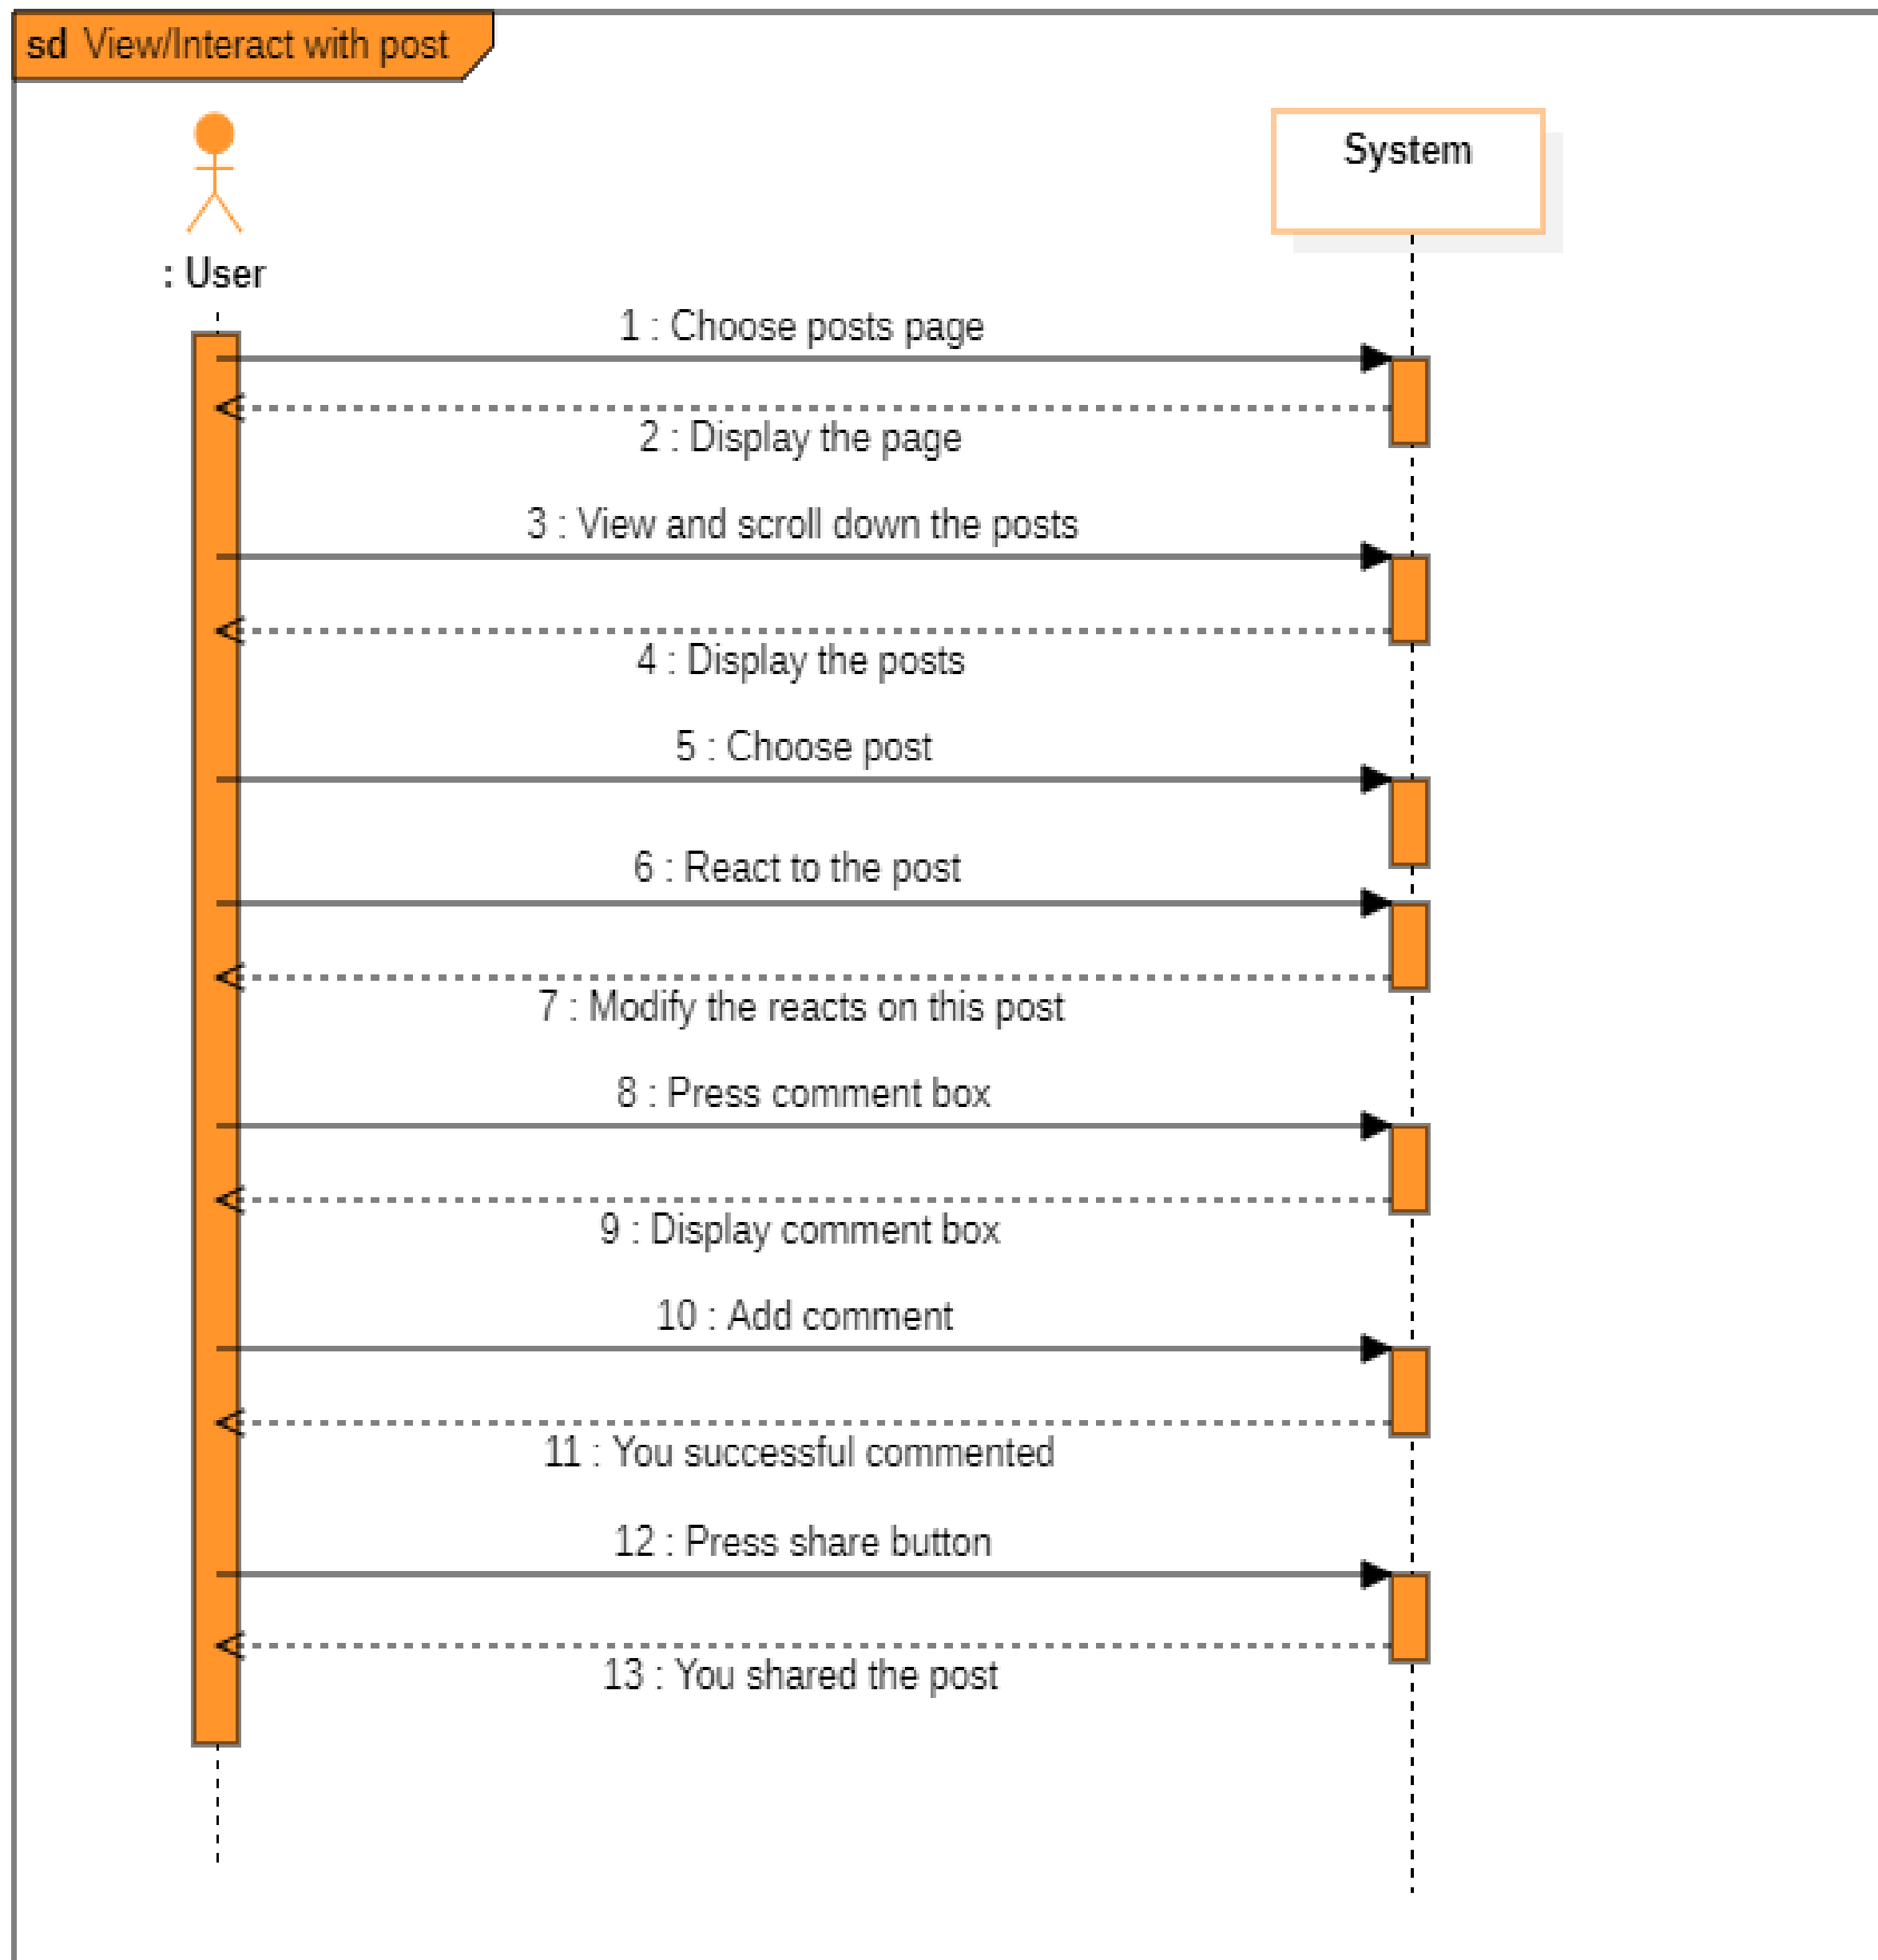 sd View/Interact with post
System
: User
1 : Choose posts page
2 : Display the page
3 : View and scroll down the posts
4 : Display the posts
5 : Choose post
6 : React to the post
7 : Modify the reacts on this post
8 : Press comment box
9 : Display comment box
10 : Add comment
11 : You successful commented
12 : Press share button
13 : You shared the post